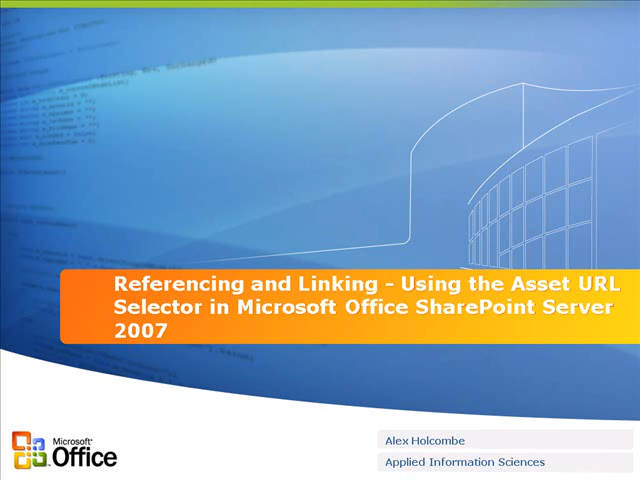 Referencing and Linking - Using the Asset URL
Selector in Microsoft Office SharePoint Server
2007
Microsoft
Office
Alex Holcombe
Applied Information Sciences